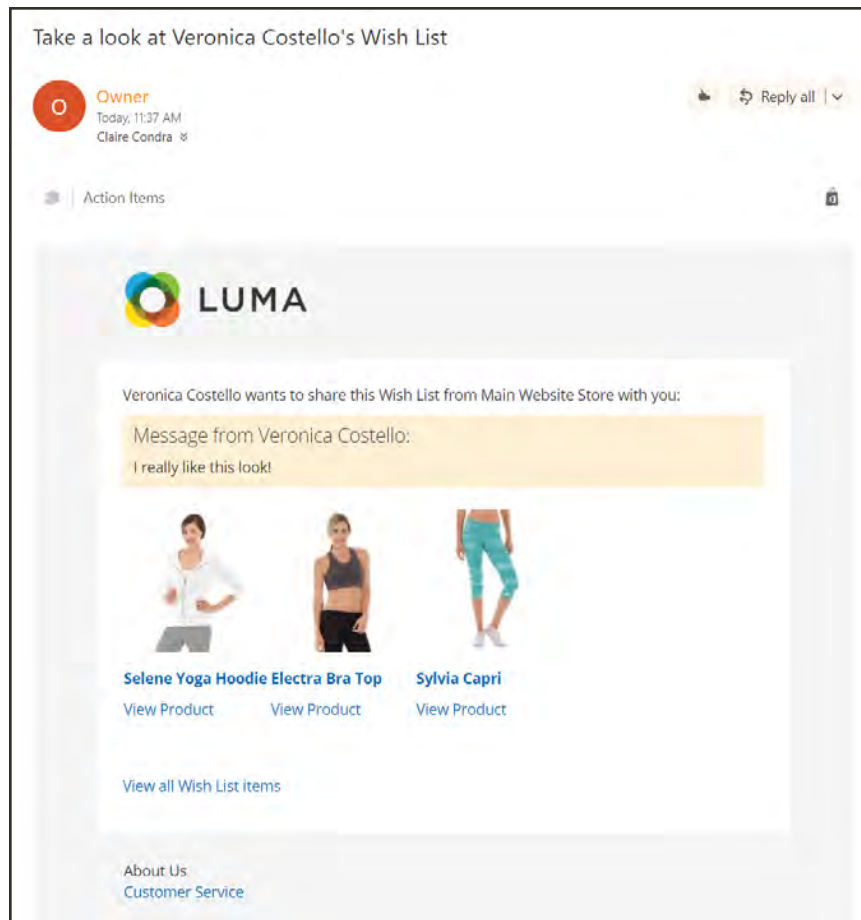 Take a look at Veronica Costello's Wish List
O
Owner
Today, 11:37 AM
Claire Condra
Reply all
Action Items
LUMA
Veronica Costello wants to share this Wish List from Main Website Store with you:
Message from Veronica Costello:
I really like this look!
Selene Yoga Hoodie Electra Bra Top Sylvia Capri
View Product View Product View Product
View all Wish List items
About Us
Customer Service